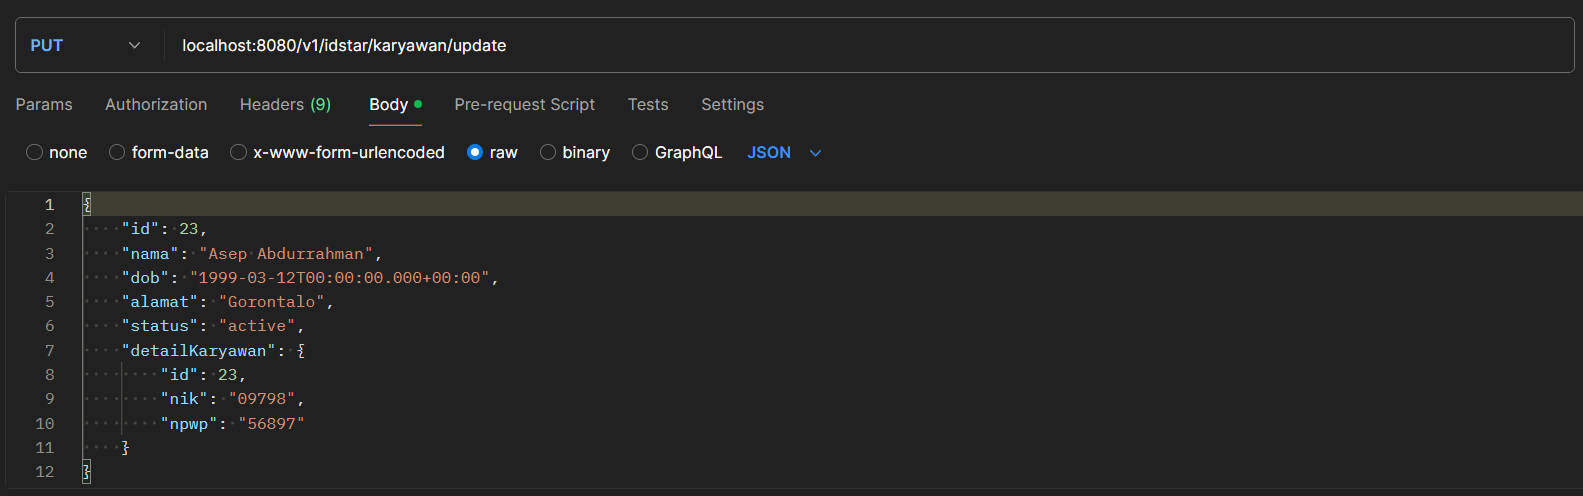 PUT localhost:8080/v1/idstar/karyawan/update
Params Authorization Headers (9) Body Pre-request Script Tests Settings
none form-data x-www-form-urlencoded raw binary GraphQL JSON
1 {
2 "id": 23,
3 "nama": "Asep Abdurrahman",
4 "dob": "1999-03-12T00:00:00.000+00:00",
5 "alamat": "Gorontalo",
6 "status": "active",
7 "detailKaryawan": {
8 "id": 23,
9 "nik": "09798",
10 "npwp": "56897"
11 }
12 }